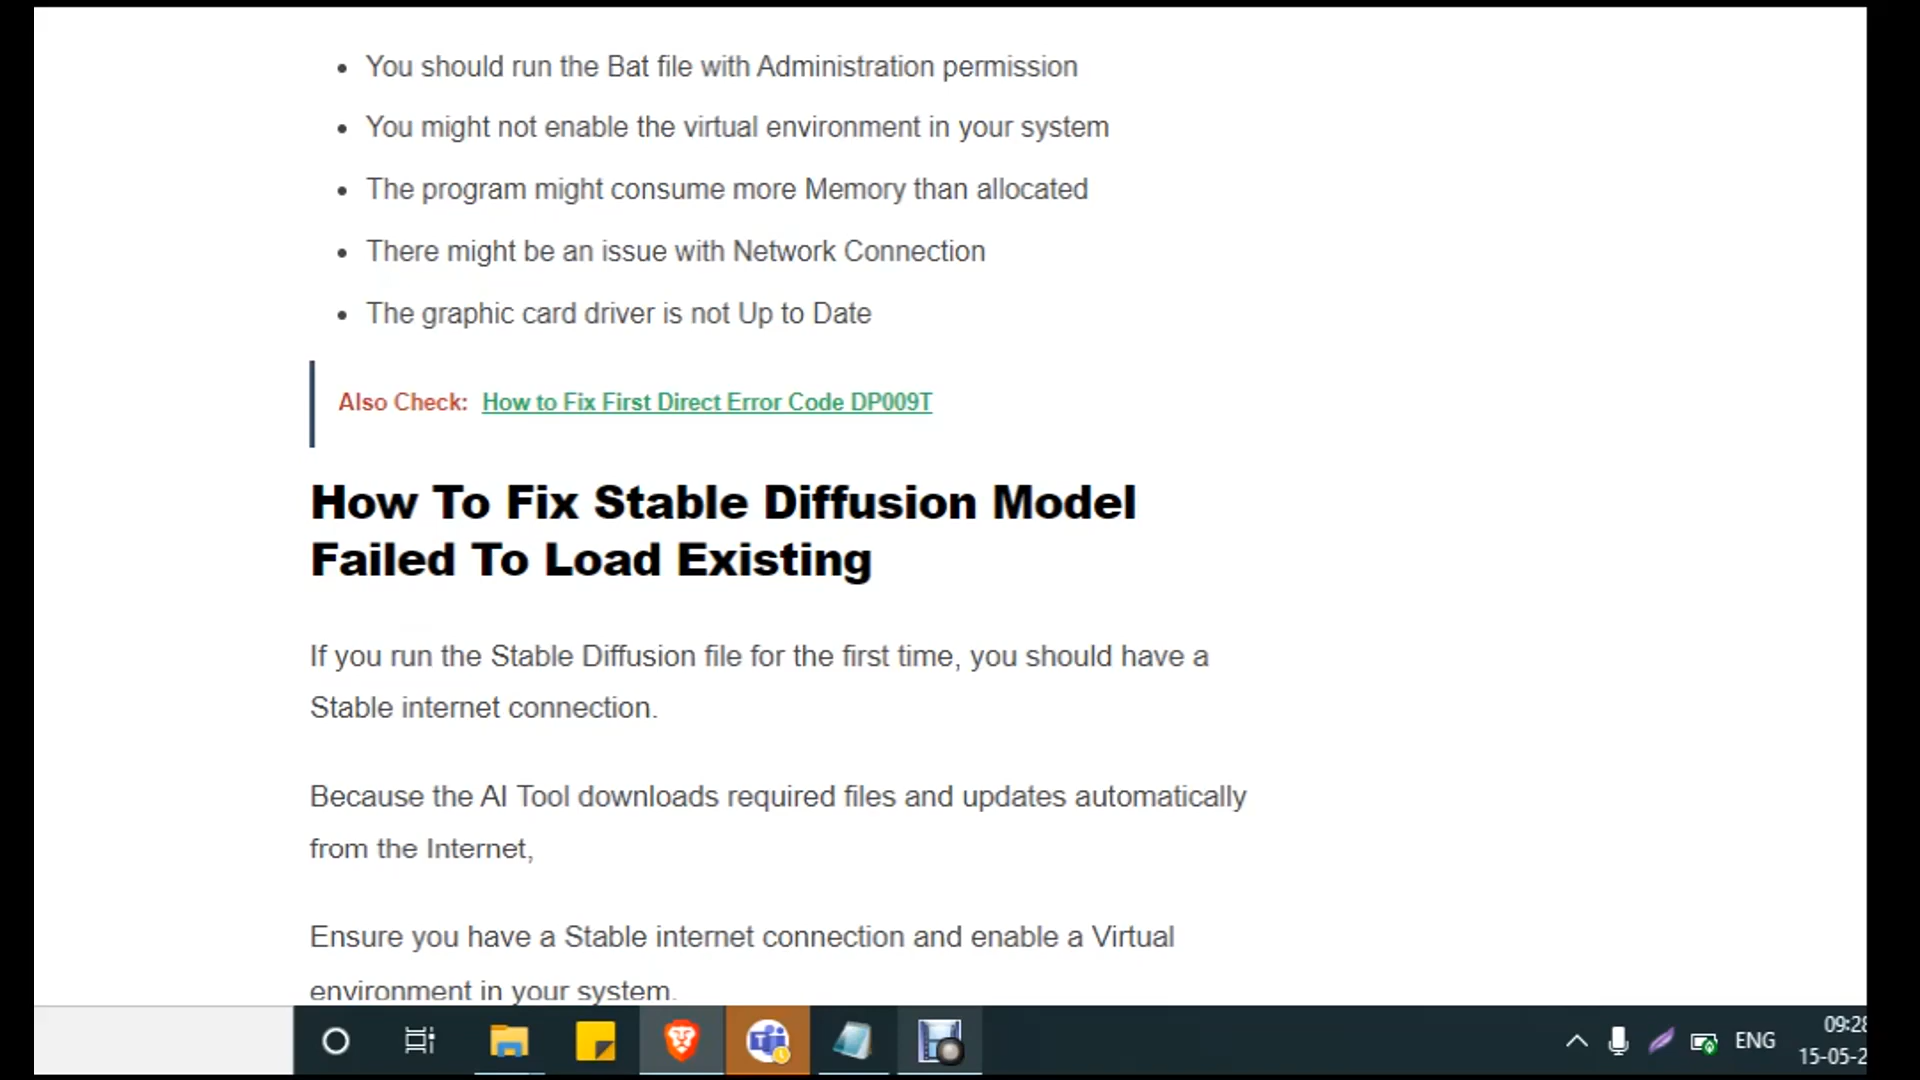 You should run the Bat file with Administration permission
You might not enable the virtual environment in your system
The program might consume more Memory than allocated
There might be an issue with Network Connection
The graphic card driver is not Up to Date
Also Check: How to Fix First Direct Error Code DP009T
How To Fix Stable Diffusion Model
Failed To Load Existing
If you run the Stable Diffusion file for the first time, you should have a
Stable internet connection.
Because the AI Tool downloads required files and updates automatically
from the Internet,
Ensure you have a Stable internet connection and enable a Virtual
environment in your system.
ENG
09:28
15-05-2